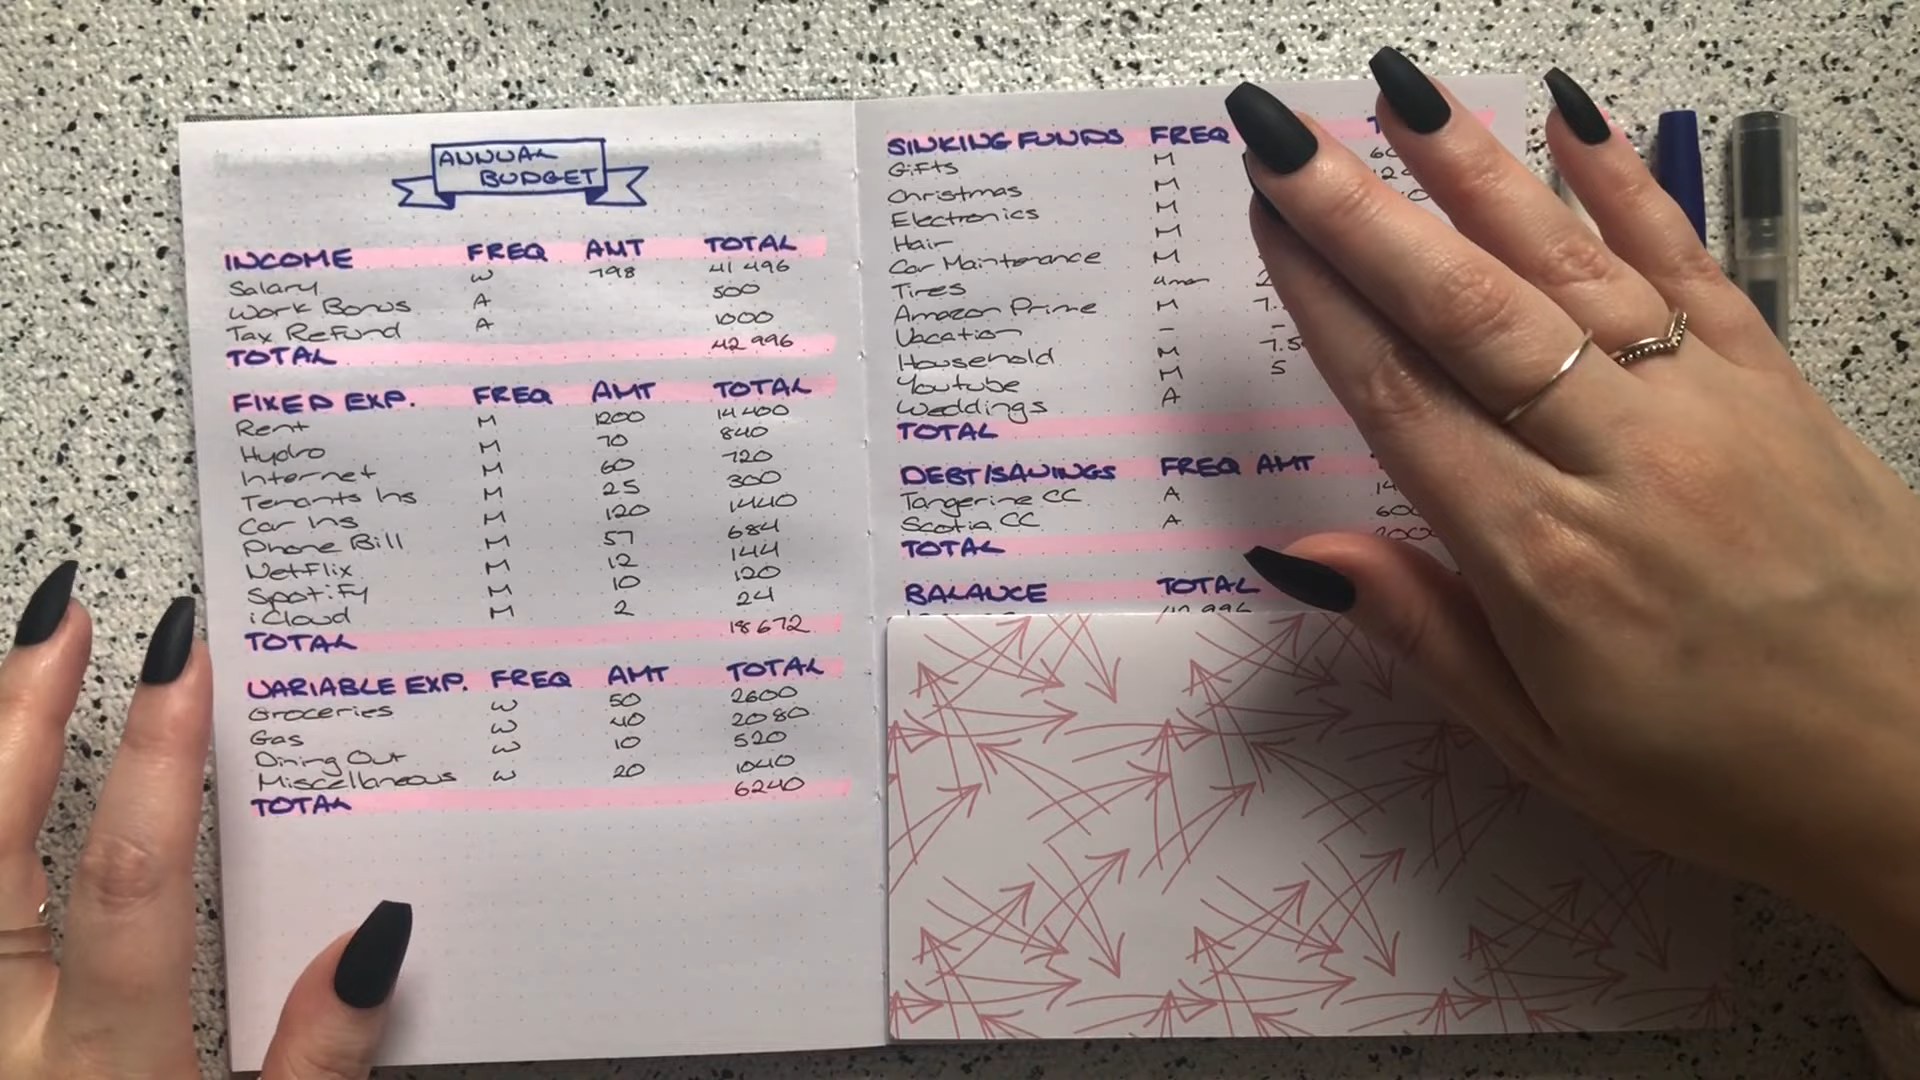 ANNUAL
BUDGET
INCOME FREQ AMT TOTAL
Salary W 798 41 496
Work Bonus A 500
Tax Refund A 1000
TOTAL 42 996
FIXED EXP. FREQ AMT TOTAL
Rent M 1200 14 400
Hydro M 70 840
Internet M 60 720
Tenants Ins M 25 300
Car Ins M 120 1440
Phone Bill M 57 684
Netflix M 12 144
Spotify M 10 120
iCloud M 2 24
TOTAL 18 672
VARIABLE EXP. FREQ AMT TOTAL
Groceries W 50 2600
Gas W 40 2080
Dining Out W 10 520
Miscellaneous W 20 1040
TOTAL 6240
SINKING FUNDS FREQ
Gifts M
Christmas M
Electronics M
Hair M
Car Maintenance M
Tires
Amazon Prime M
Vacation -
Household M 7.5
Youtube M 5
Weddings A
TOTAL
DEBT/SAVINGS FREQ AMT
Tangerine CC A
Scotia CC A
TOTAL
BALANCE TOTAL